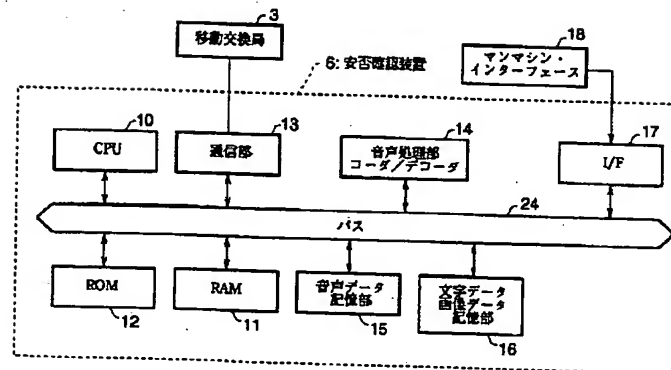 3
移動交換局
18
マンマシン・
インターフェース
6: 安否確認装置
10
CPU
13
通信部
14
音声処理部
コーダ/デコーダ
17
I/F
24
バス
ROM
12
RAM
11
音声データ
記憶部
15
文字データ
画像データ
記憶部
16